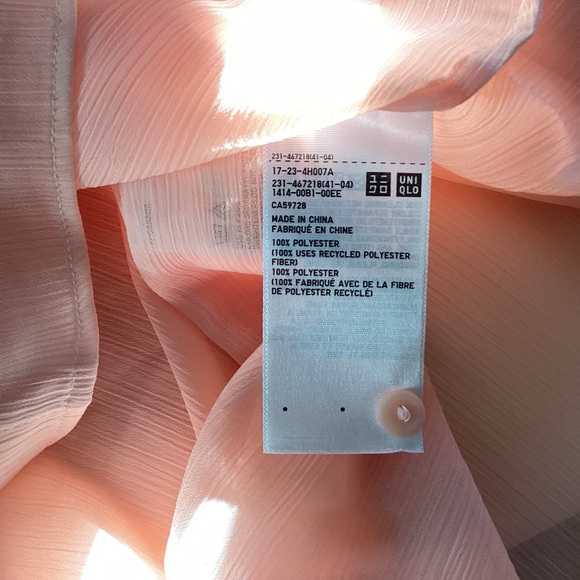 231-467218(41-04)
17-23-4H007A
231-467218(41-04)
1414-00B1-00EE
CA59728
ユニ
クロ
UNI
QLO
MADE IN CHINA
FABRIQUÉ EN CHINE
100% POLYESTER
(100% USES RECYCLED POLYESTER
FIBER)
100% POLYESTER
(100% FABRIQUÉ AVEC DE LA FIBRE
DE POLYESTER RECYCLÉ)